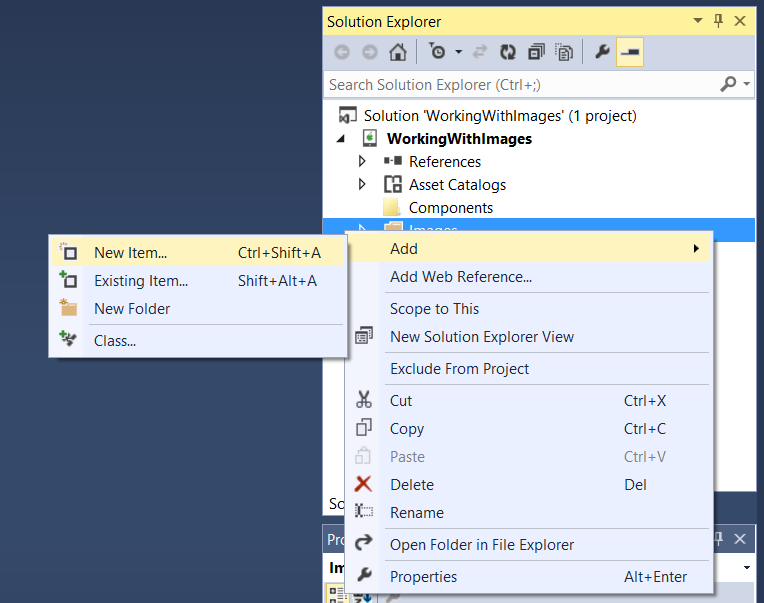 Solution Explorer
Search Solution Explorer (Ctrl+;)
Solution 'WorkingWithImages' (1 project)
WorkingWithImages
References
Asset Catalogs
Components
Images
New Item... Ctrl+Shift+A
Existing Item... Shift+Alt+A
New Folder
Class...
Add
Add Web Reference...
Scope to This
New Solution Explorer View
Exclude From Project
Cut Ctrl+X
Copy Ctrl+C
Paste Ctrl+V
Delete Del
Rename
Open Folder in File Explorer
Properties Alt+Enter
So
Pro
Im